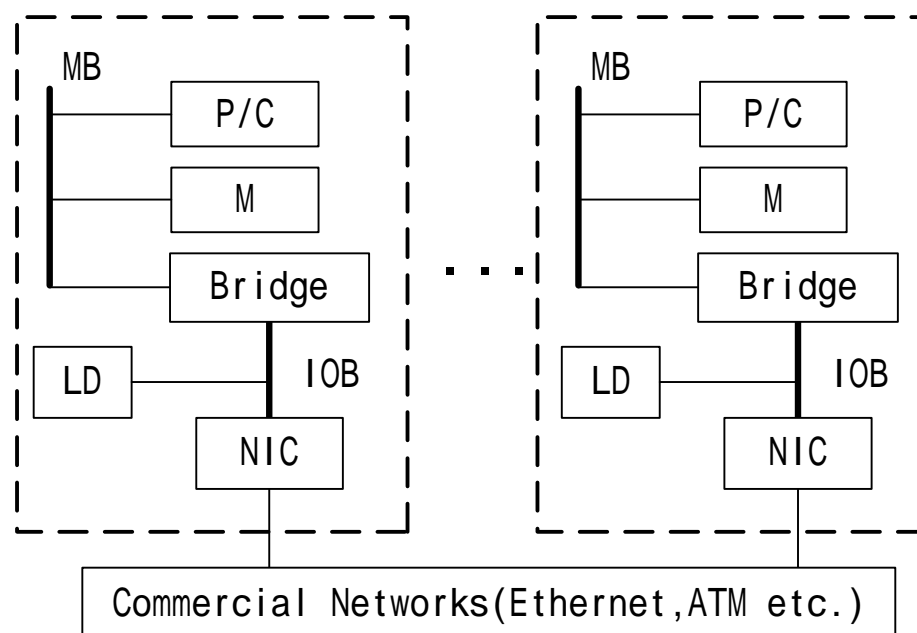 MB
P/C
M
Bridge
LD
IOB
NIC
...
MB
P/C
M
Bridge
LD
IOB
NIC
Commercial Networks(Ethernet,ATM etc.)